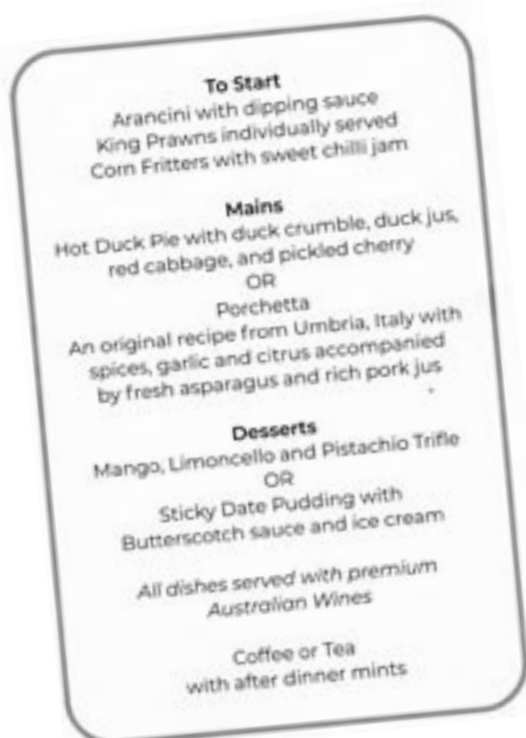 To Start
Arancini with dipping sauce
King Prawns individually served
Corn Fritters with sweet chilli jam
Mains
Hot Duck Pie with duck crumble, duck jus,
red cabbage, and pickled cherry
OR
Porchetta
An original recipe from Umbria, Italy with
spices, garlic and citrus accompanied
by fresh asparagus and rich pork jus
Desserts
Mango, Limoncello and Pistachio Trifle
OR
Sticky Date Pudding with
Butterscotch sauce and ice cream
All dishes served with premium
Australian Wines
Coffee or Tea
with after dinner mints